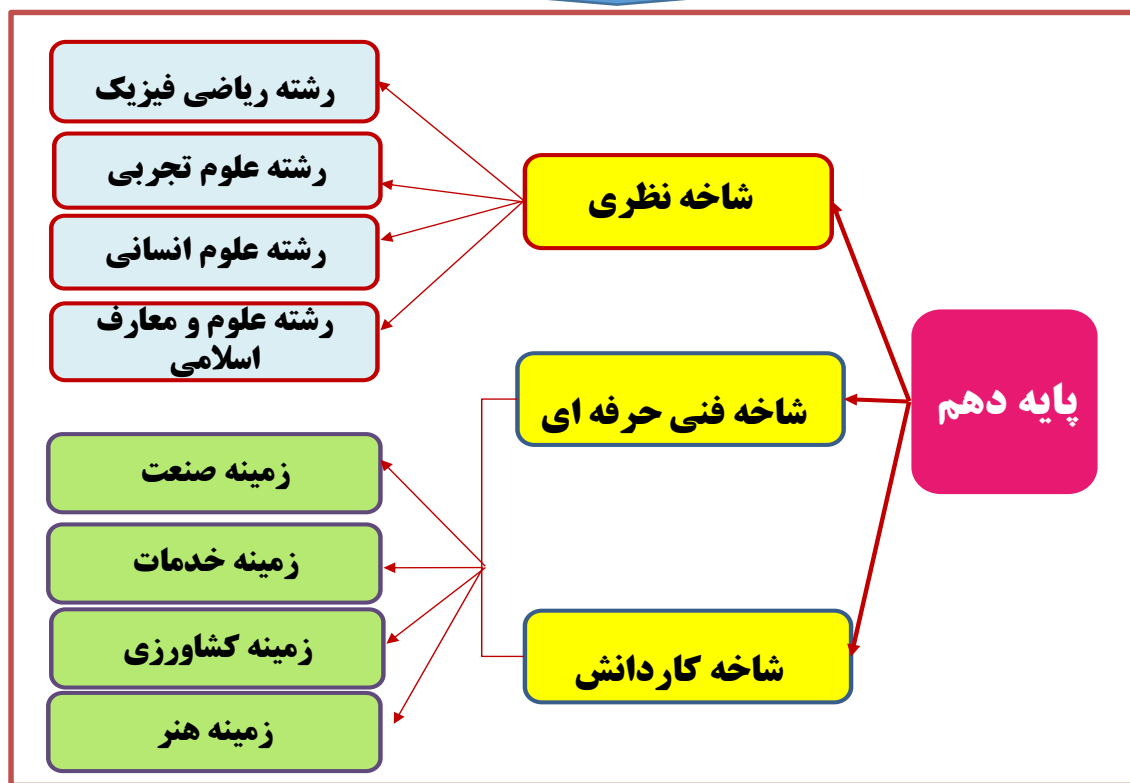 پایه دهم
شاخه نظری
رشته ریاضی فیزیک
رشته علوم تجربی
رشته علوم انسانی
رشته علوم و معارف
اسلامی
شاخه فنی حرفه ای
شاخه کاردانش
زمینه صنعت
زمینه خدمات
زمینه کشاورزی
زمینه هنر